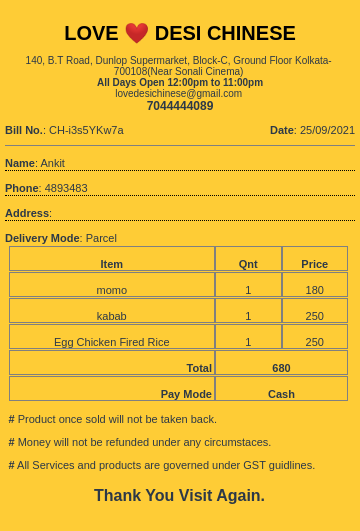 LOVE ❤️ DESI CHINESE
140, B.T Road, Dunlop Supermarket, Block-C, Ground Floor Kolkata-
700108(Near Sonali Cinema)
All Days Open 12:00pm to 11:00pm
lovedesichinese@gmail.com
7044444089
Bill No.: CH-i3s5YKw7a Date: 25/09/2021
Name: Ankit
Phone: 4893483
Address:
Delivery Mode: Parcel
Item Qnt Price
momo 1 180
kabab 1 250
Egg Chicken Fired Rice 1 250
Total 680
Pay Mode Cash
# Product once sold will not be taken back.
# Money will not be refunded under any circumstaces.
# All Services and products are governed under GST guidlines.
Thank You Visit Again.